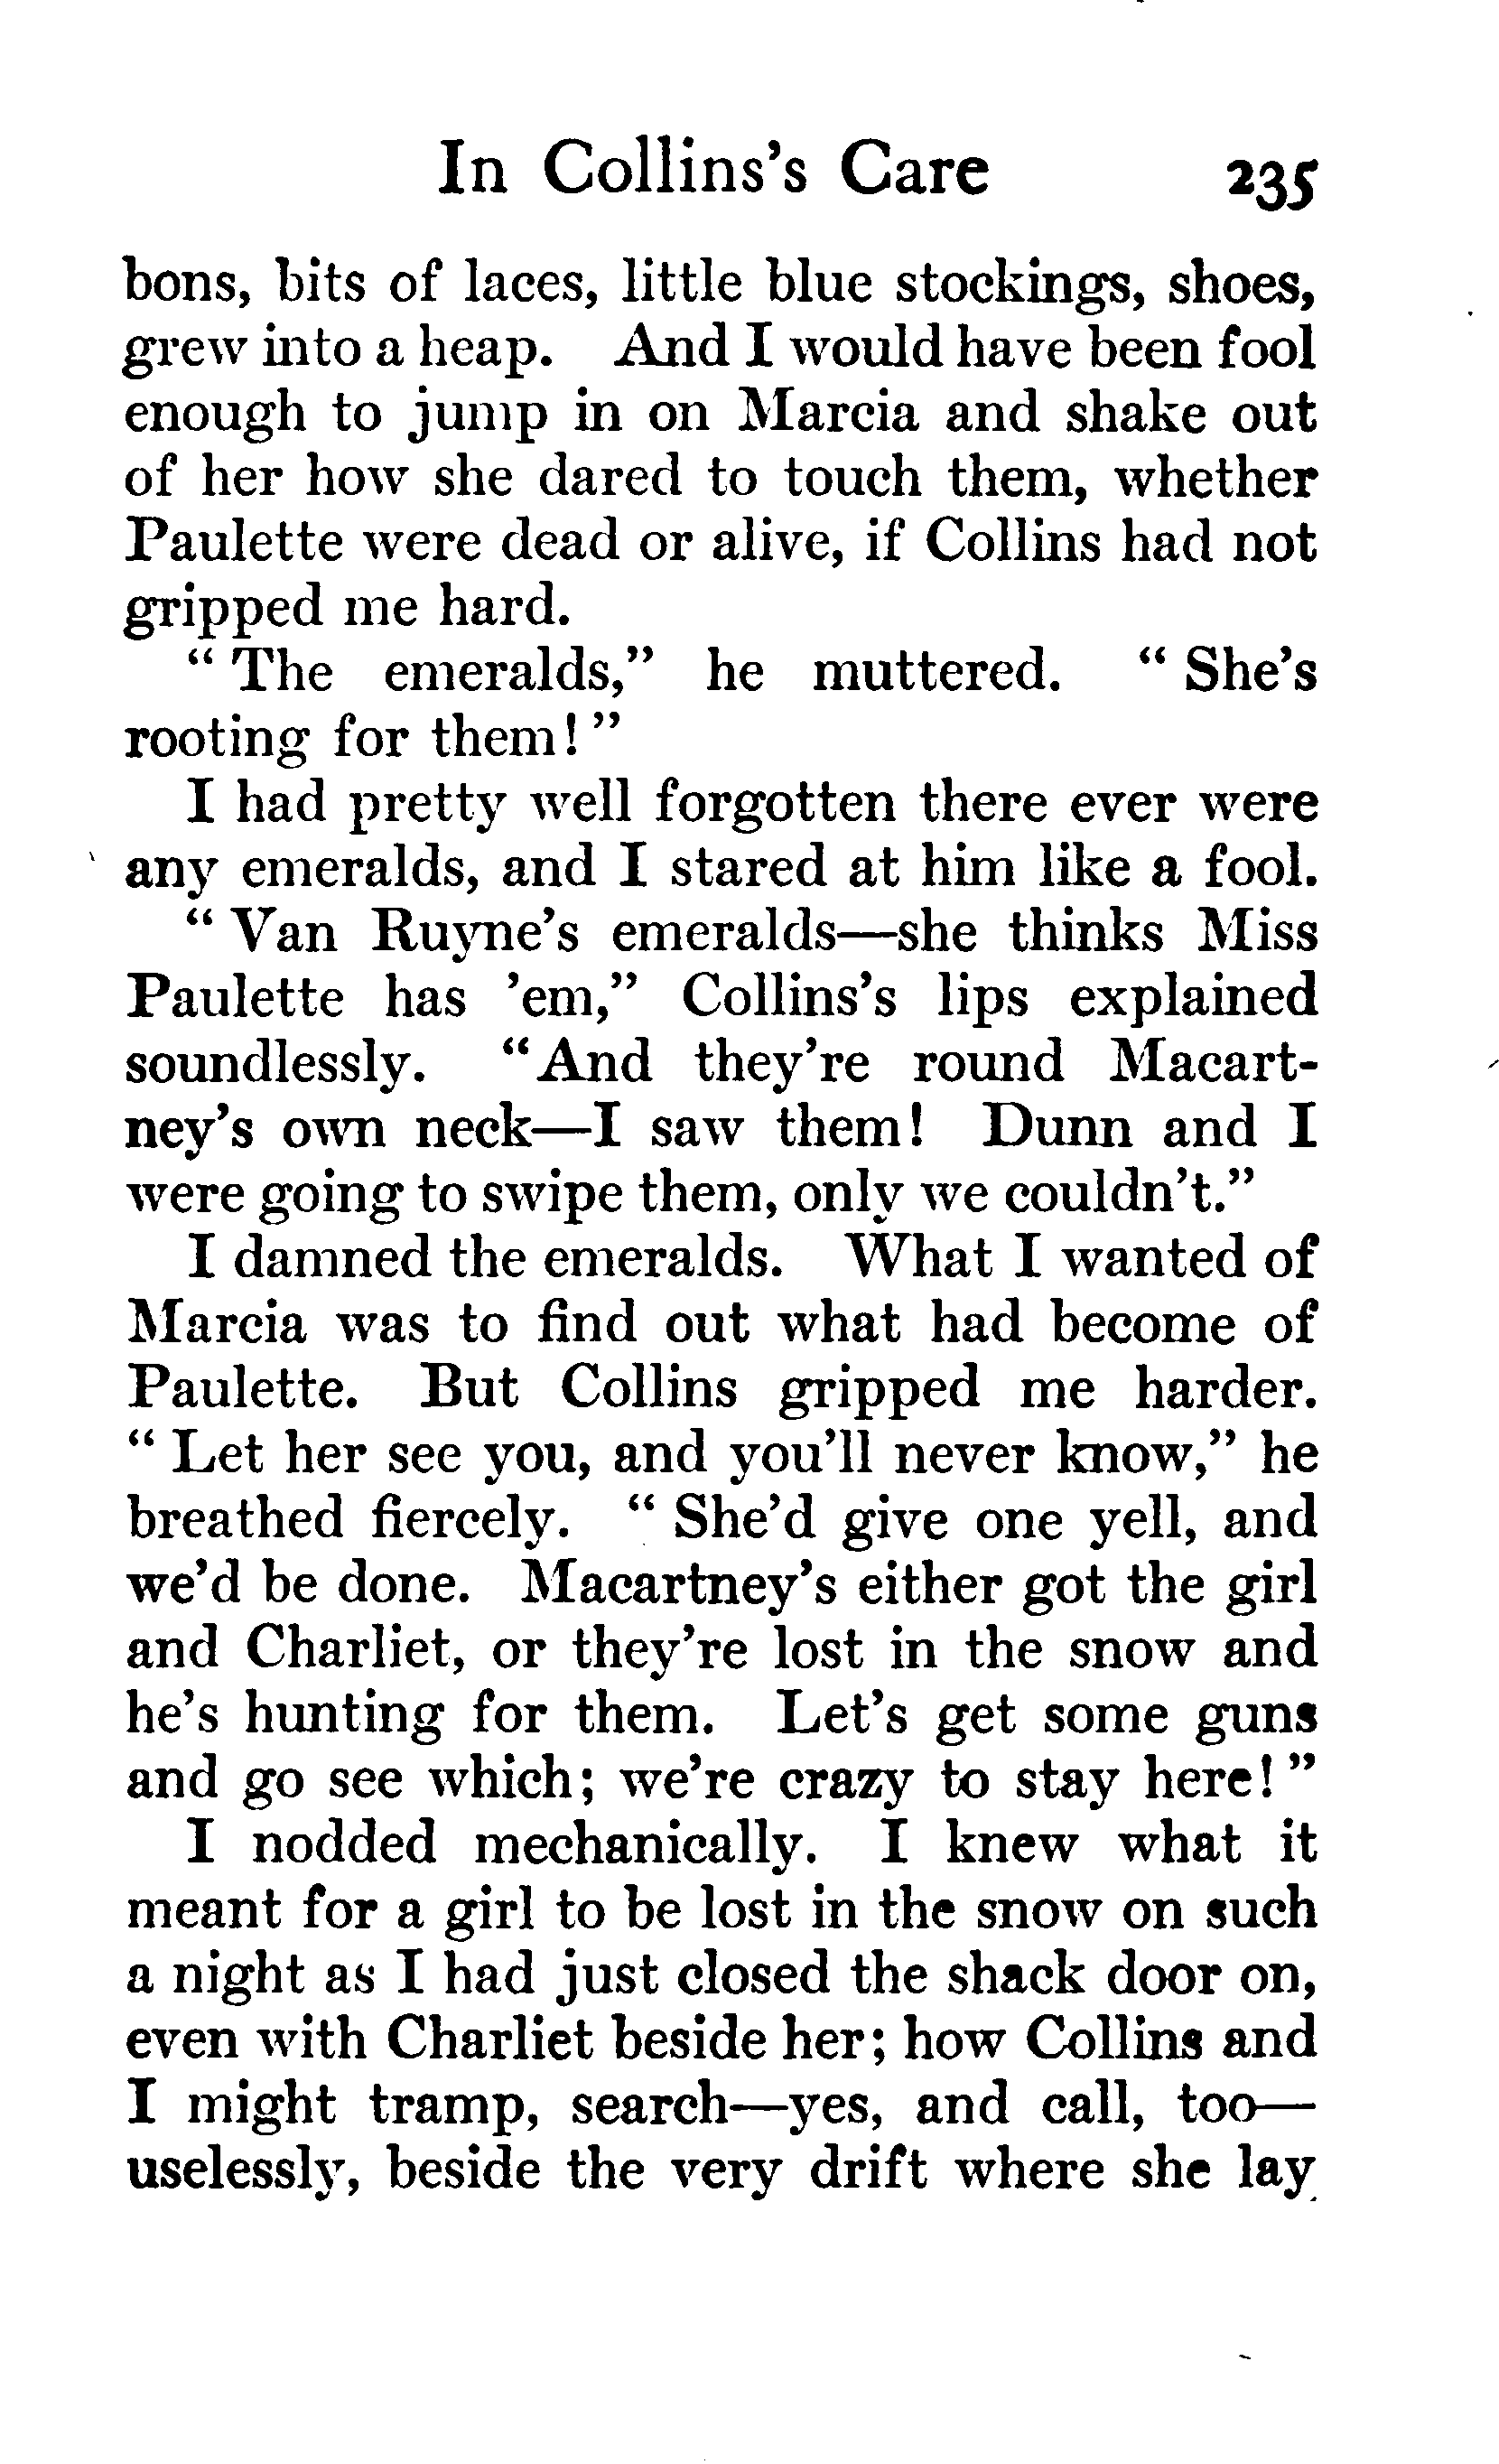 In Collins's Care 235
bons, bits of laces, little blue stockings, shoes,
grew into a heap. And I would have been fool
enough to jump in on Marcia and shake out
of her how she dared to touch them, whether
Paulette were dead or alive, if Collins had not
gripped me hard.
" The emeralds," he muttered. " She's
rooting for them! "
I had pretty well forgotten there ever were
any emeralds, and I stared at him like a fool.
" Van Ruyne's emeralds—she thinks Miss
Paulette has 'em," Collins's lips explained
soundlessly. " And they're round Macart-
ney's own neck—I saw them! Dunn and I
were going to swipe them, only we couldn't."
I damned the emeralds. What I wanted of
Marcia was to find out what had become of
Paulette. But Collins gripped me harder.
" Let her see you, and you'll never know," he
breathed fiercely. " She'd give one yell, and
we'd be done. Macartney's either got the girl
and Charliet, or they're lost in the snow and
he's hunting for them. Let's get some guns
and go see which; we're crazy to stay here! "
I nodded mechanically. I knew what it
meant for a girl to be lost in the snow on such
a night as I had just closed the shack door on,
even with Charliet beside her; how Collins and
I might tramp, search—yes, and call, too—
uselessly, beside the very drift where she lay